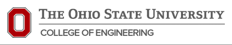 THE OHIO STATE UNIVERSITY
COLLEGE OF ENGINEERING